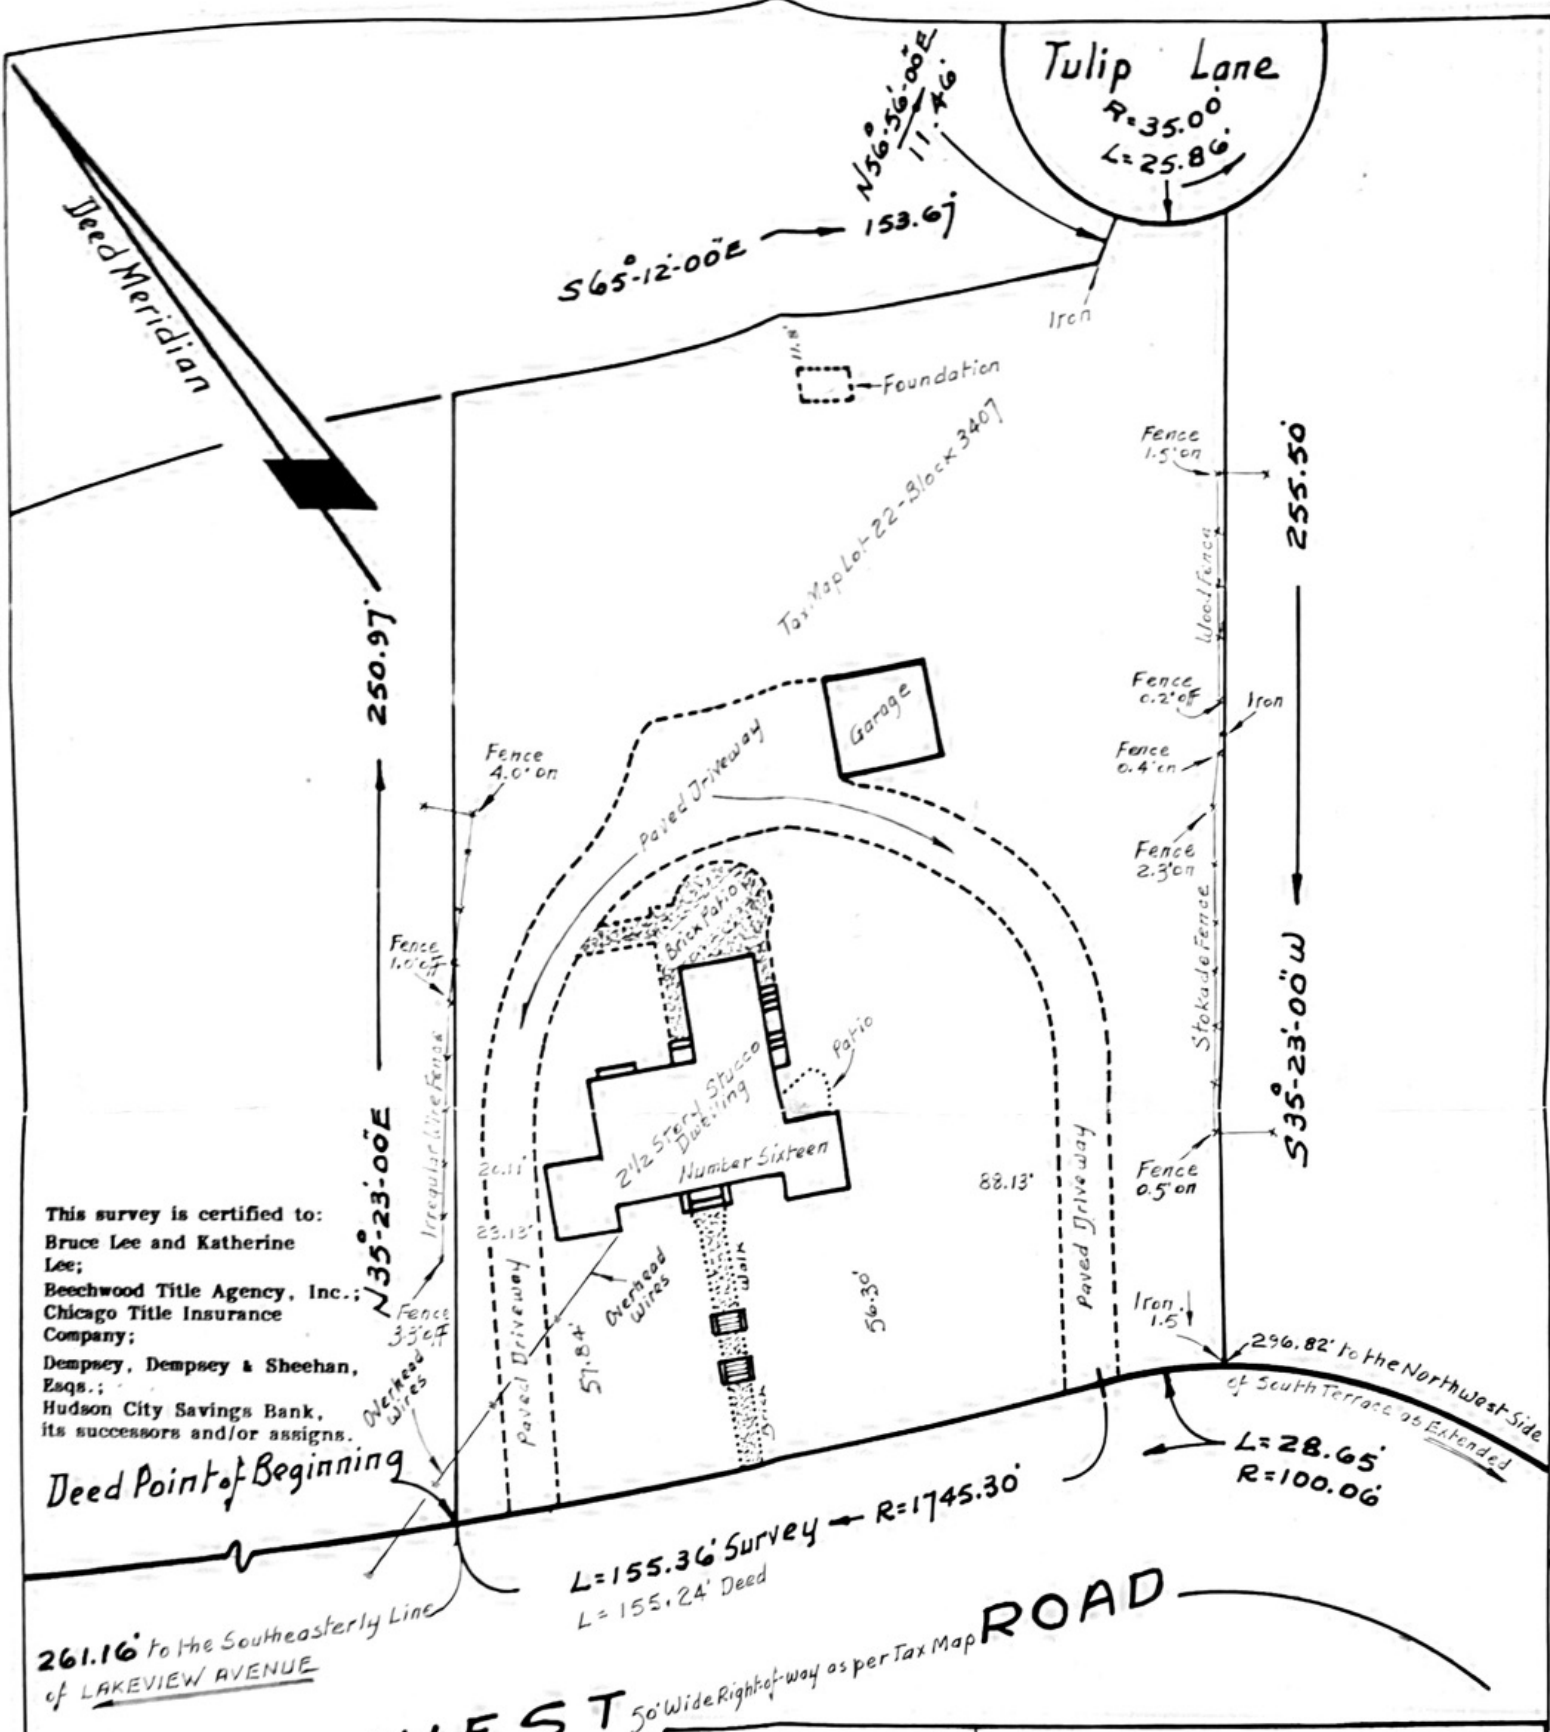 Tulip Lane
R=35.00'
L=25.86'
N56°-56'-00"E
11.46'
S65°-12'-00"E
153.67'
Iron
Deed Meridian
11.8'
Foundation
Tax Map Lot 22-Block 3407
Fence
1.5'on
255.50'
Wood Fence
250.97'
Fence
0.2'off
Iron
Garage
Fence
0.4'on
Fence
4.0'on
Paved Driveway
Fence
2.3'on
Brick Patio
Stokade Fence
Fence
1.0'off
Patio
S35°-23'-00"W
N35°-23'-00"E
Irregular Wire Fence
2 1/2 Story Stucco
Dwelling
Number Sixteen
20.11'
88.13'
Paved Driveway
Fence
0.5'on
23.13'
This survey is certified to:
Bruce Lee and Katherine
Lee;
Beechwood Title Agency, Inc.;
Chicago Title Insurance
Company;
Dempsey, Dempsey & Sheehan,
Esqs.;
Hudson City Savings Bank,
its successors and/or assigns.
Fence
3.3'off
Overhead
Wires
Paved Driveway
Overhead
Wires
57.84'
Walk
Brick
56.30'
Iron
1.5'
296.82' to the Northwest Side
of South Terrace as Extended
Deed Point of Beginning
L=28.65'
R=100.06'
L=155.36' Survey
R=1745.30'
L=155.24' Deed
261.16' to the Southeasterly Line
of LAKEVIEW AVENUE
50' Wide Right-of-way as per Tax Map
ROAD